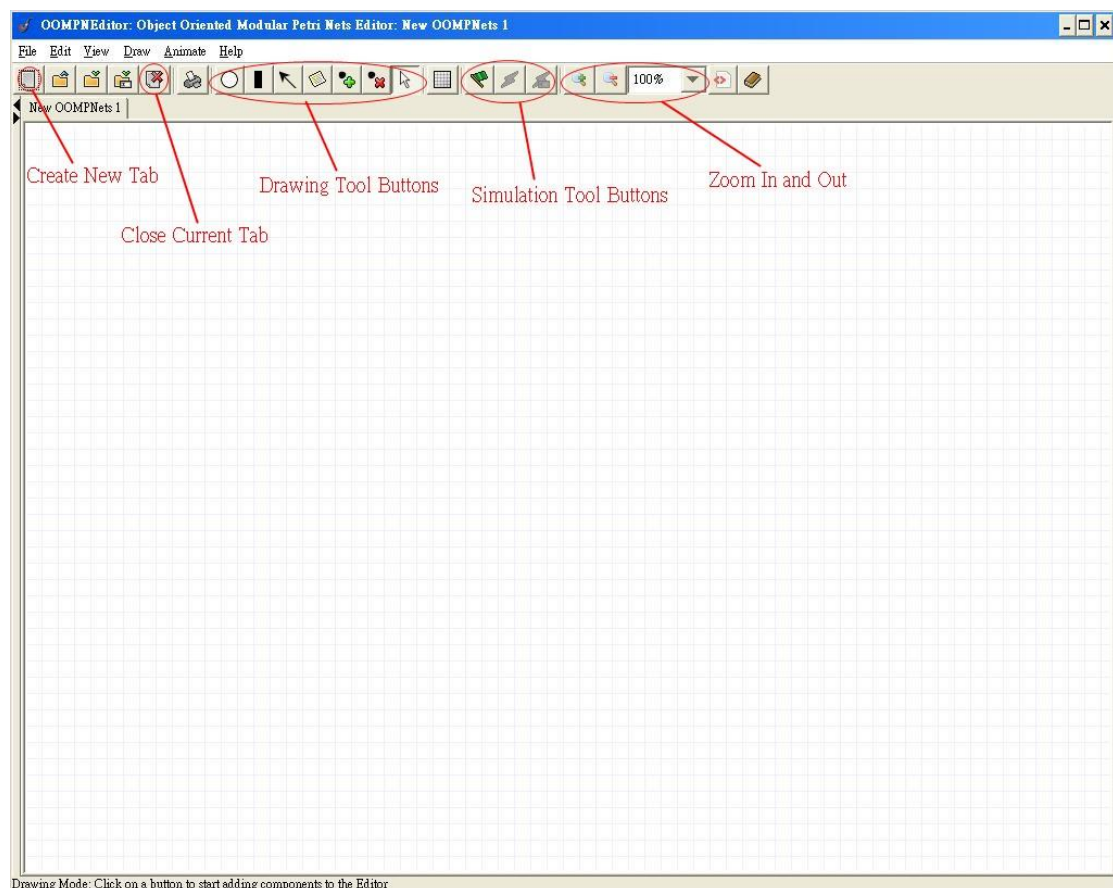 OOMPNEditor: Object Oriented Modular Petri Nets Editor: New OOMPNets 1
File Edit View Draw Animate Help
100%
New OOMPNets 1
Create New Tab
Drawing Tool Buttons
Simulation Tool Buttons
Zoom In and Out
Close Current Tab
Drawing Mode: Click on a button to start adding components to the Editor